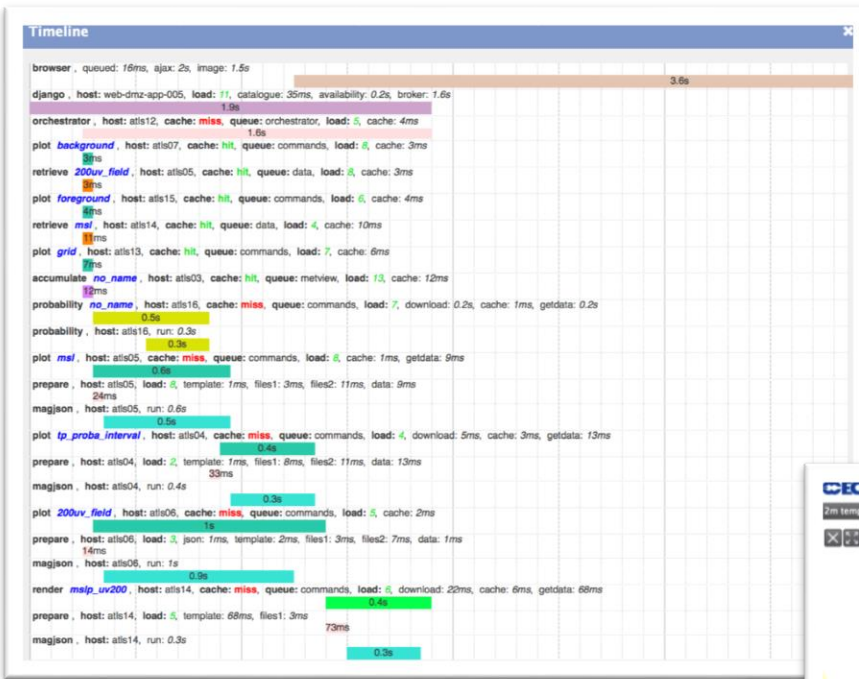 Timeline
browser , queued: 16ms, ajax: 2s, image: 1.5s
3.6s
django , host: web-dmz-app-005, load: 11, catalogue: 35ms, availability: 0.2s, broker: 1.6s
1.9s
orchestrator , host: atls12, cache: miss, queue: orchestrator, load: 5, cache: 4ms
1.6s
plot background , host: atls07, cache: hit, queue: commands, load: 8, cache: 3ms
3ms
retrieve 200uv_field , host: atls05, cache: hit, queue: data, load: 8, cache: 3ms
3ms
plot foreground , host: atls15, cache: hit, queue: commands, load: 6, cache: 4ms
4ms
retrieve msl , host: atls14, cache: hit, queue: data, load: 4, cache: 10ms
11ms
plot grid , host: atls13, cache: hit, queue: commands, load: 7, cache: 6ms
7ms
accumulate no_name , host: atls03, cache: hit, queue: metview, load: 13, cache: 12ms
12ms
probability no_name , host: atls16, cache: miss, queue: commands, load: 7, download: 0.2s, cache: 1ms, getdata: 0.2s
0.5s
probability , host: atls16, run: 0.3s
0.3s
plot msl , host: atls05, cache: miss, queue: commands, load: 8, cache: 1ms, getdata: 9ms
0.6s
prepare , host: atls05, load: 8, template: 1ms, files1: 3ms, files2: 11ms, data: 9ms
24ms
magjson , host: atls05, run: 0.6s
0.5s
plot tp_proba_interval , host: atls04, cache: miss, queue: commands, load: 4, download: 5ms, cache: 3ms, getdata: 13ms
0.4s
prepare , host: atls04, load: 2, template: 1ms, files1: 8ms, files2: 11ms, data: 13ms
33ms
magjson , host: atls04, run: 0.4s
0.3s
plot 200uv_field , host: atls06, cache: miss, queue: commands, load: 5, cache: 2ms
1s
prepare , host: atls06, load: 3, json: 1ms, template: 2ms, files1: 3ms, files2: 7ms, data: 1ms
14ms
magjson , host: atls06, run: 1s
0.9s
render mslp_uv200 , host: atls14, cache: miss, queue: commands, load: 6, download: 22ms, cache: 6ms, getdata: 68ms
0.4s
prepare , host: atls14, load: 5, template: 68ms, files1: 3ms
73ms
magjson , host: atls14, run: 0.3s
0.3s
2m temp